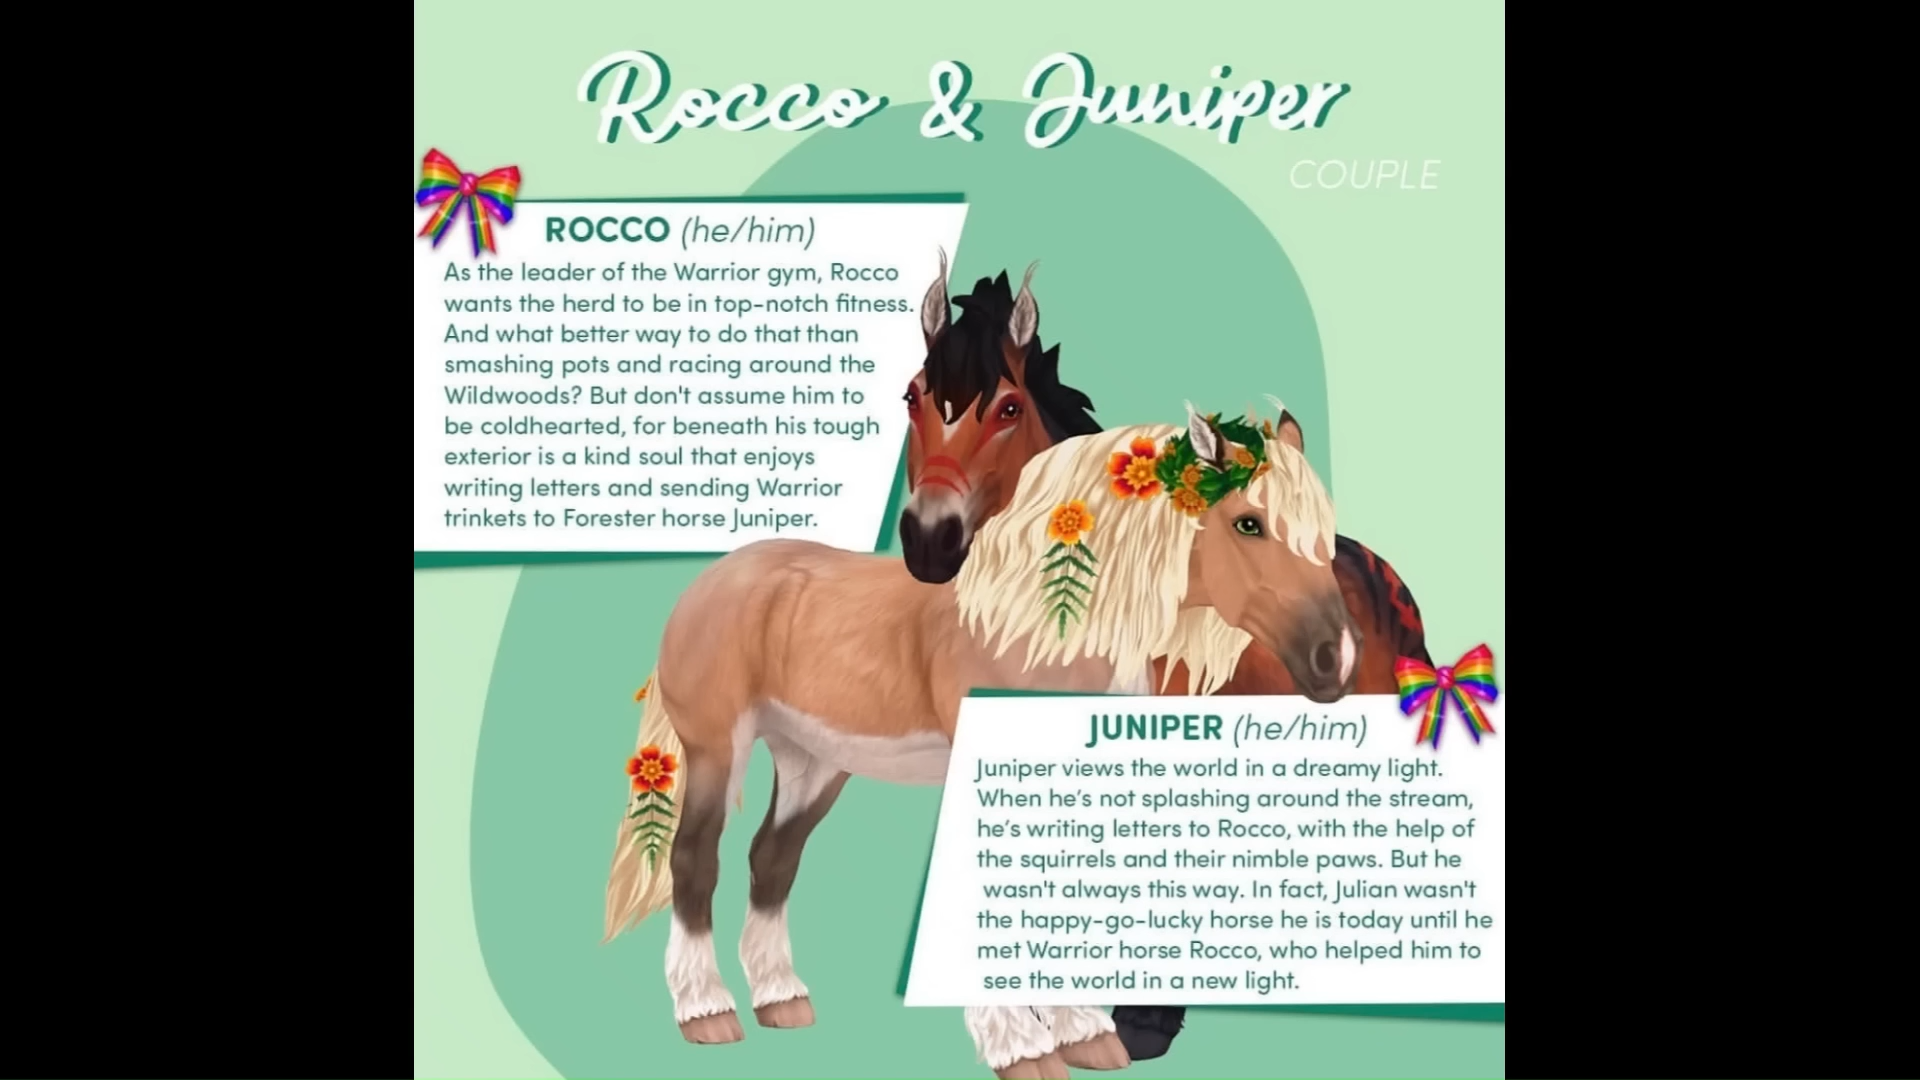 Rocco & Juniper
COUPLE
ROCCO (he/him)
As the leader of the Warrior gym, Rocco
wants the herd to be in top-notch fitness.
And what better way to do that than
smashing pots and racing around the
Wildwoods? But don't assume him to
be coldhearted, for beneath his tough
exterior is a kind soul that enjoys
writing letters and sending Warrior
trinkets to Forester horse Juniper.
JUNIPER (he/him)
Juniper views the world in a dreamy light.
When he's not splashing around the stream,
he's writing letters to Rocco, with the help of
the squirrels and their nimble paws. But he
wasn't always this way. In fact, Julian wasn't
the happy-go-lucky horse he is today until he
met Warrior horse Rocco, who helped him to
see the world in a new light.